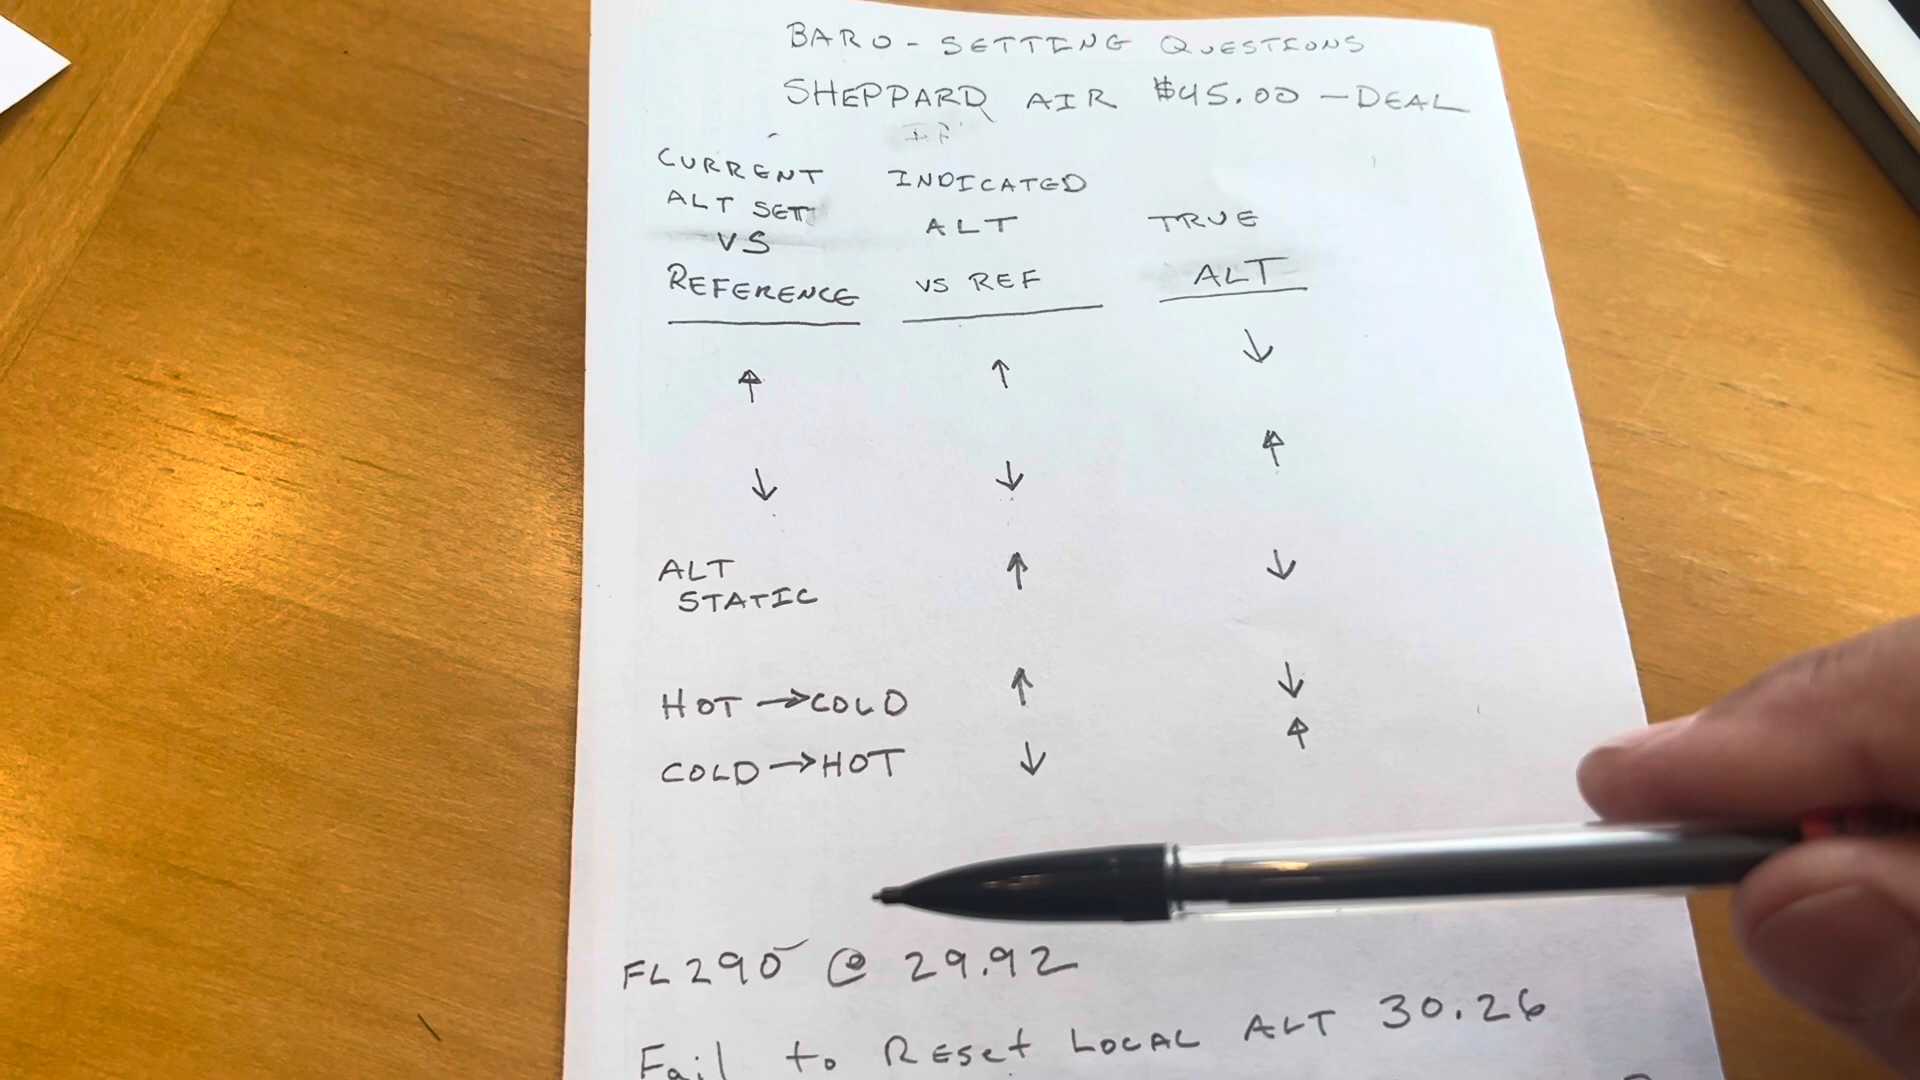 BARO - SETTING QUESTIONS
SHEPPARD AIR $45.00 - DEAL
CURRENT
ALT SET
VS
REFERENCE
INDICATED
ALT
VS REF
TRUE
ALT
↑ ↑ ↓
↓ ↓ ↑
ALT
STATIC ↑ ↓
HOT → COLD ↑ ↓
COLD → HOT ↓ ↑
FL290 @ 29.92
Fail to Reset LOCAL ALT 30.26